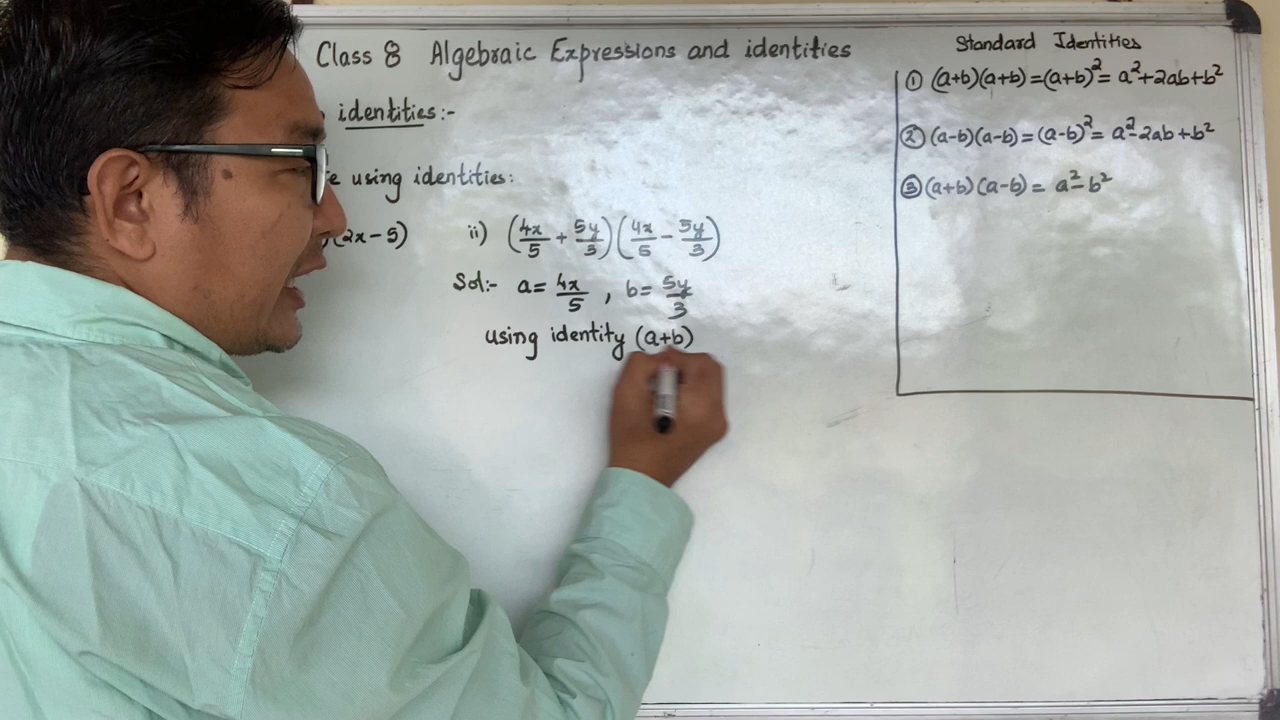 Class 8 Algebraic Expressions and identities
identities:-
using identities:
(2x-5)
ii) (4x/5 + 5y/3)(4x/5 - 5y/3)
Sol:- a= 4x/5 , b= 5y/3
using identity (a+b)
Standard Identities
① (a+b)(a+b) =(a+b)²= a²+2ab+b²
② (a-b)(a-b) = (a-b)²= a²-2ab+b²
③ (a+b)(a-b) = a²-b²